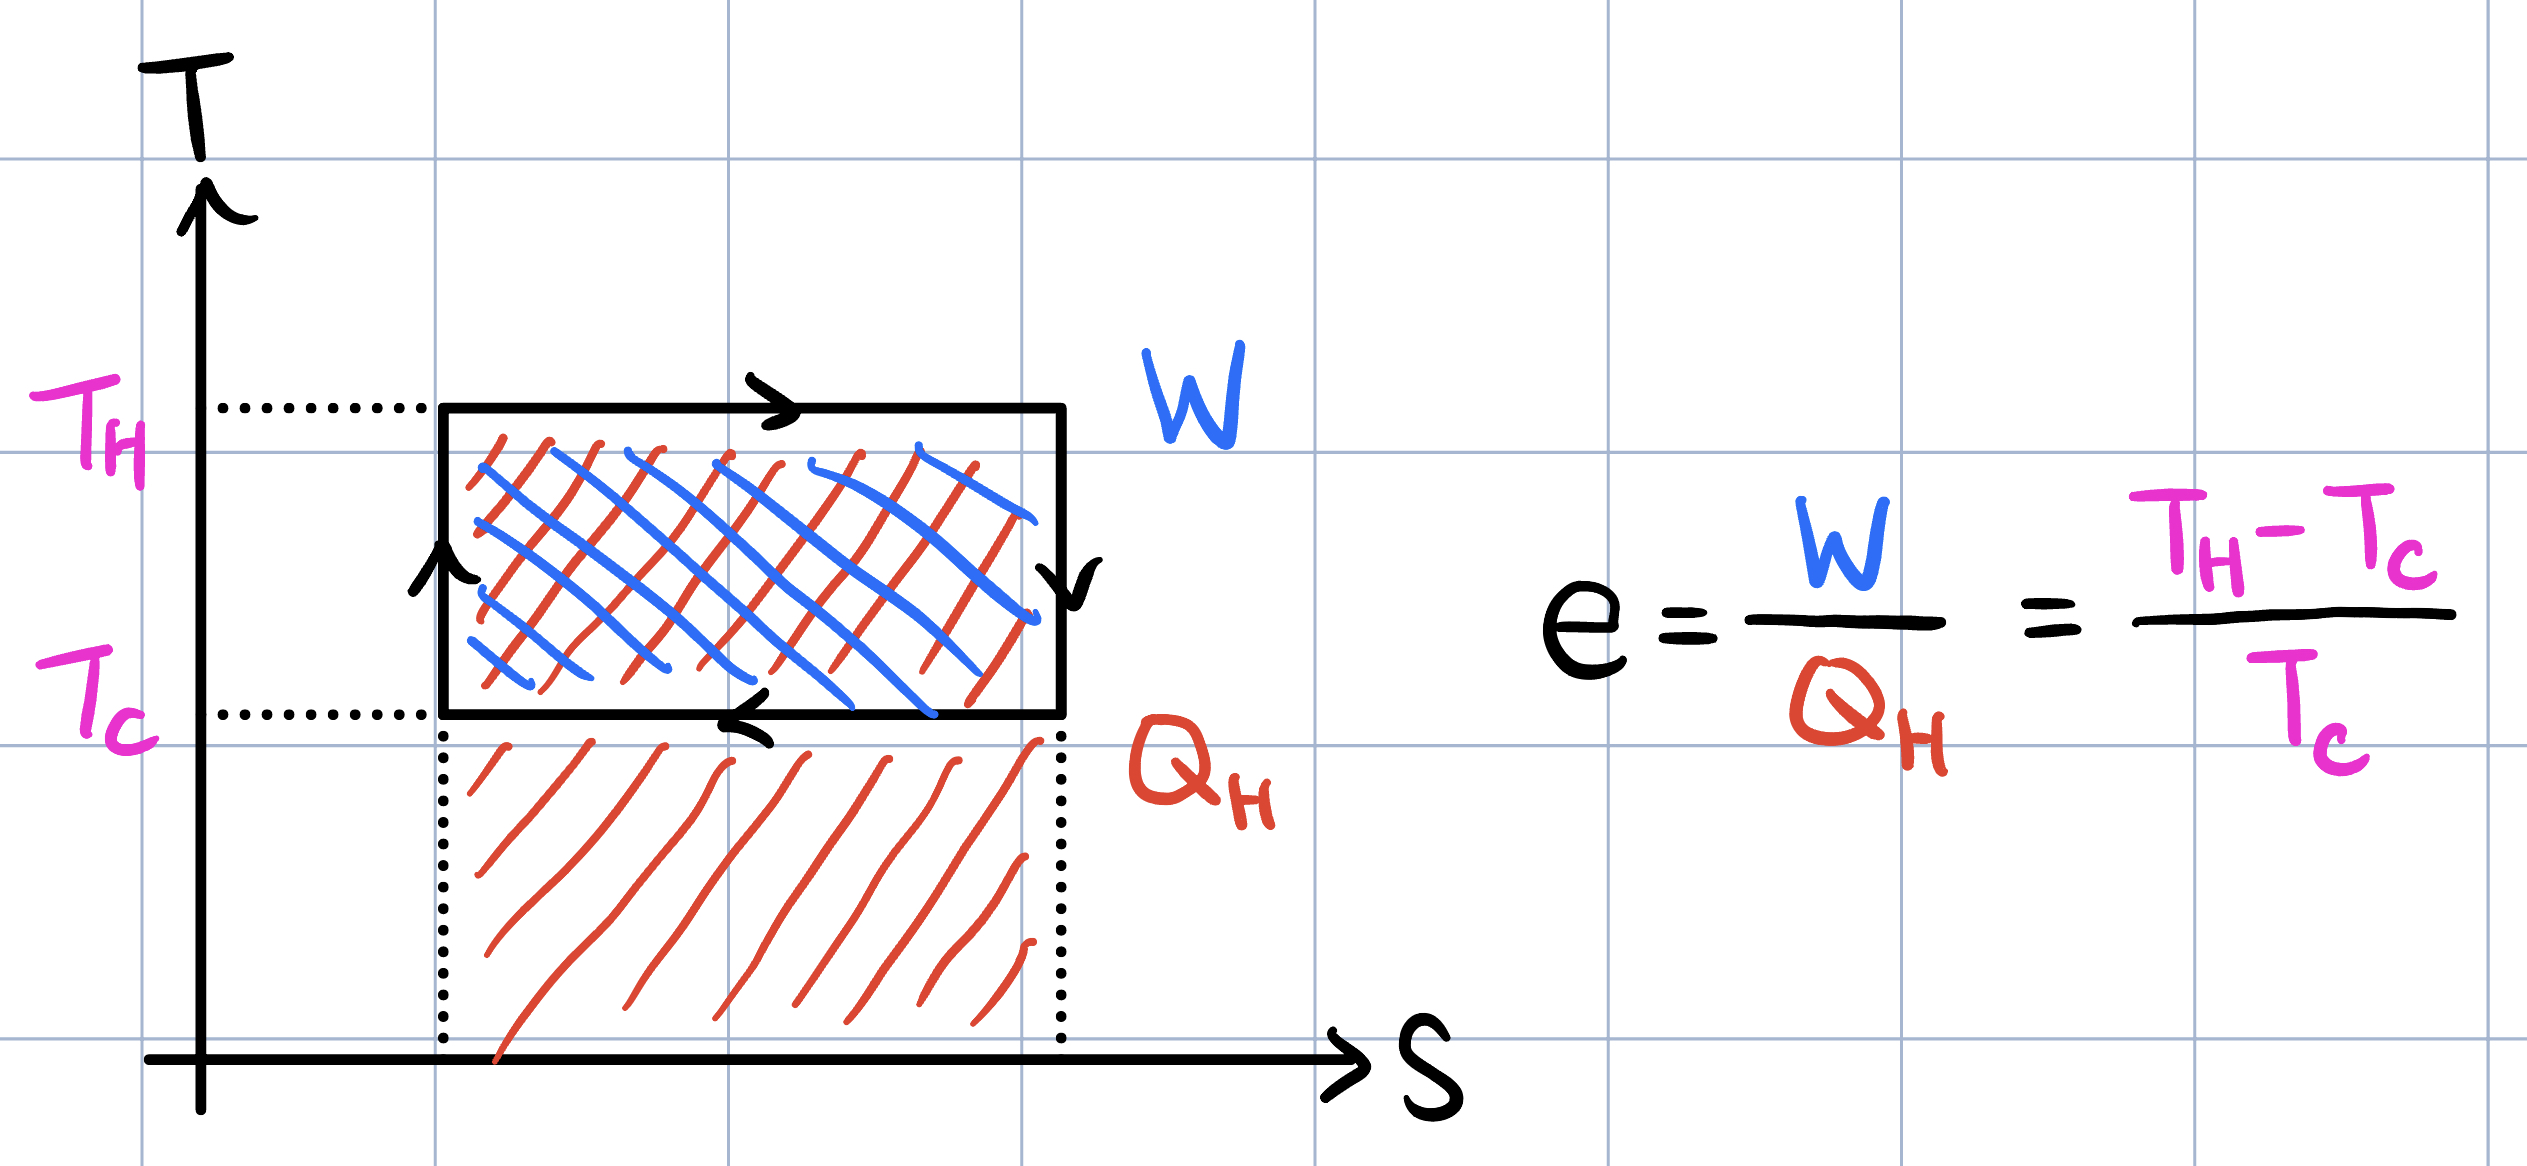 T
T_H
W
T_C
Q_H
S
e = W / Q_H = T_H - T_C / T_C